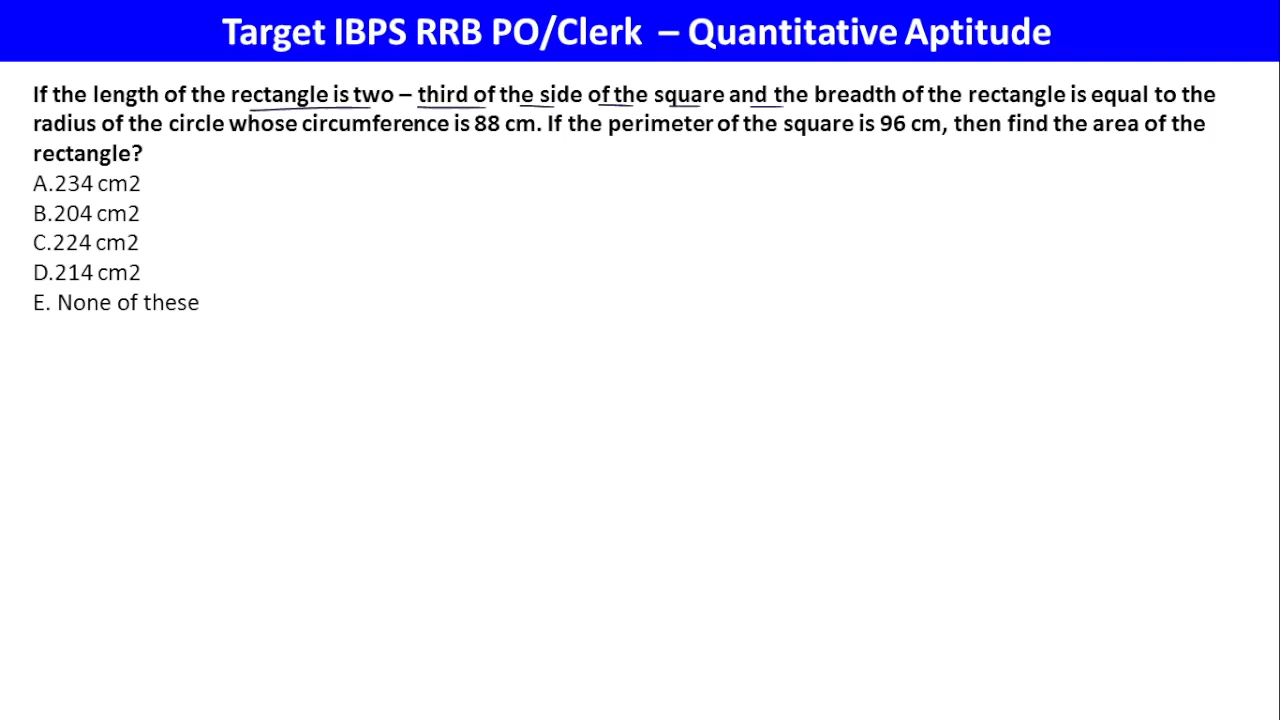 Target IBPS RRB PO/Clerk – Quantitative Aptitude
If the length of the rectangle is two – third of the side of the square and the breadth of the rectangle is equal to the
radius of the circle whose circumference is 88 cm. If the perimeter of the square is 96 cm, then find the area of the
rectangle?
A.234 cm2
B.204 cm2
C.224 cm2
D.214 cm2
E. None of these